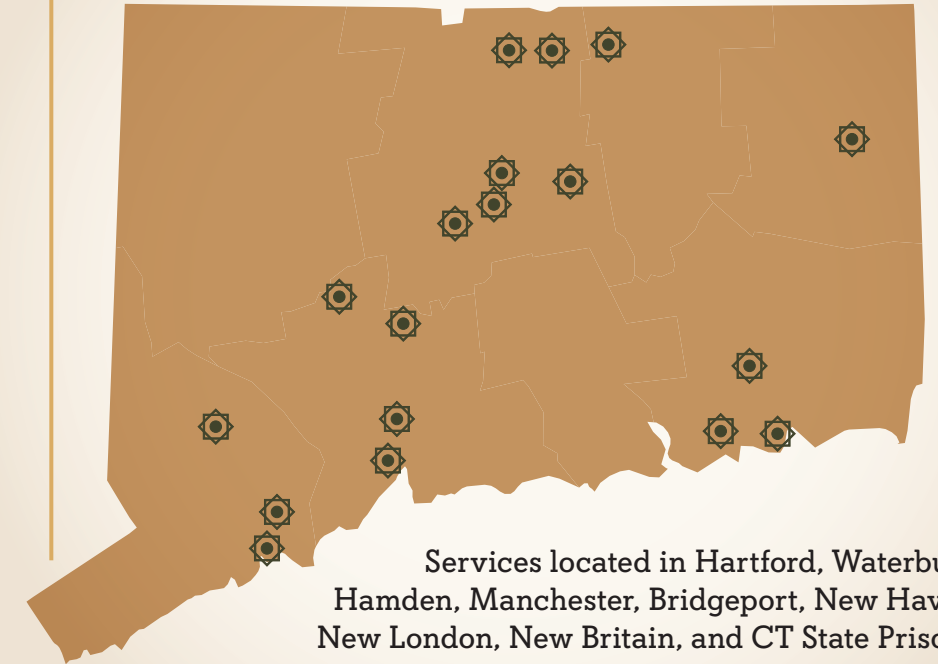 Services located in Hartford, Waterbu
Hamden, Manchester, Bridgeport, New Hav
New London, New Britain, and CT State Priso